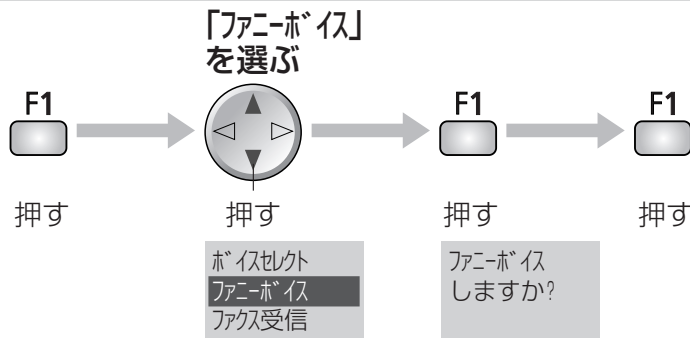 「ファニーボイス」
を選ぶ
F1
F1
F1
押す
押す
押す
押す
ボイスセレクト
ファニーボイス
ファクス受信
ファニーボイス
しますか?